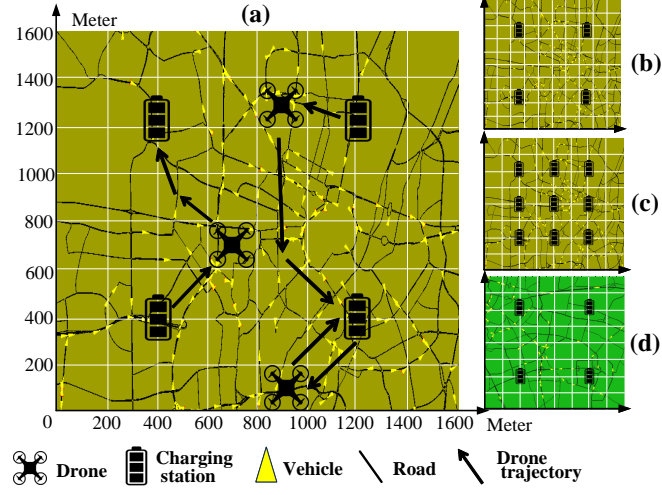 Meter
(a)
1600
1400
1200
1000
800
600
400
200
0
200 400 600 800 1000 1200 1400 1600
(b)
(c)
(d)
Meter
Drone
Charging
station
Vehicle
Road
Drone
trajectory